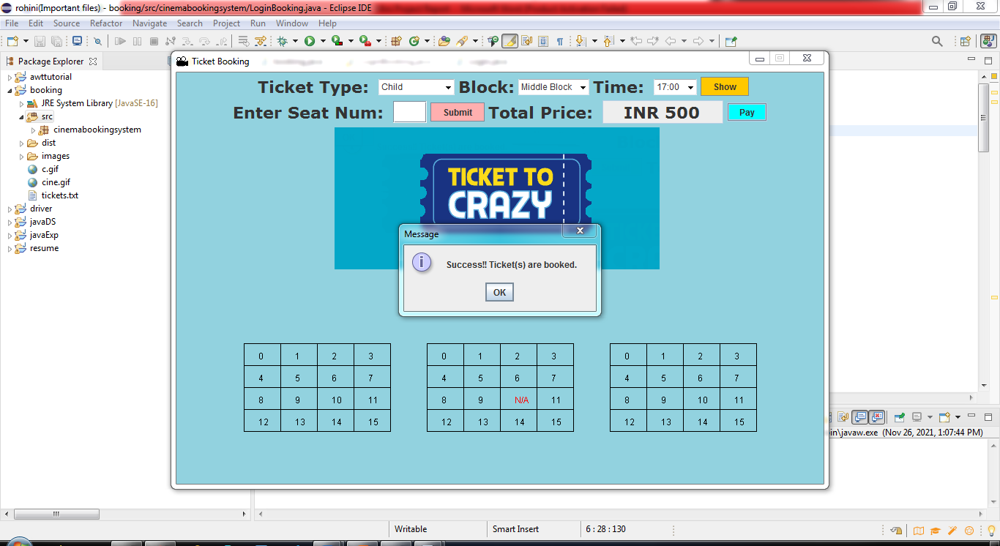 rohini(Important files) - booking/src/cinemabookingsystem/LoginBooking.java - Eclipse IDE
File Edit Source Refactor Navigate Search Project Run Window Help
Package Explorer
awttutorial
booking
JRE System Library [JavaSE-16]
src
cinemabookingsystem
dist
images
c.gif
cine.gif
tickets.txt
driver
javaDS
javaExp
resume
Ticket Booking
Ticket Type: Child Block: Middle Block Time: 17:00 Show
Enter Seat Num: Submit Total Price: INR 500 Pay
TICKET TO
CRAZY
Message
Success!! Ticket(s) are booked.
OK
0 1 2 3 0 1 2 3 0 1 2 3
4 5 6 7 4 5 6 7 4 5 6 7
8 9 10 11 8 9 N/A 11 8 9 10 11
12 13 14 15 12 13 14 15 12 13 14 15
in\javaw.exe (Nov 26, 2021, 1:07:44 PM)
Writable Smart Insert 6 : 28 : 130